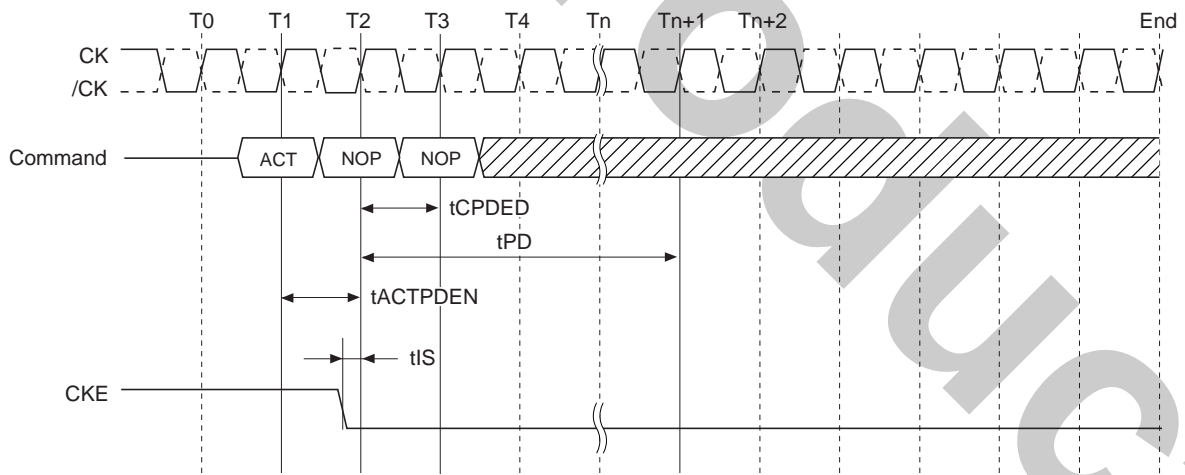 T0 T1 T2 T3 T4 Tn Tn+1 Tn+2 End
CK
/CK
Command ACT NOP NOP
tCPDED
tPD
tACTPDEN
tIS
CKE